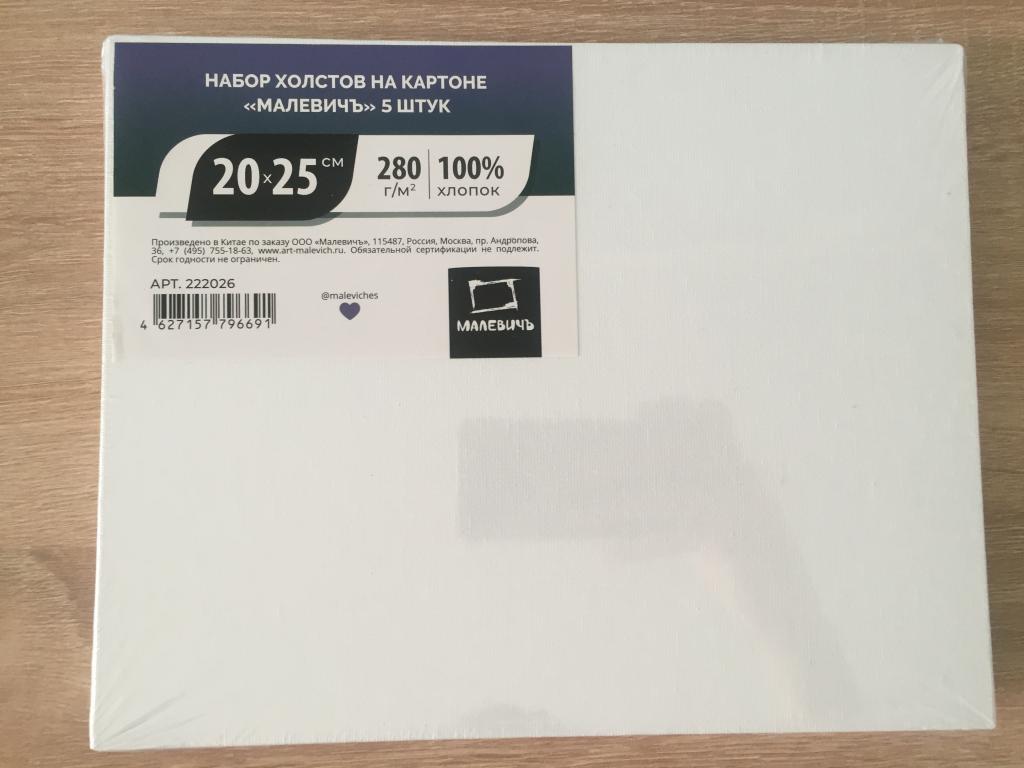 НАБОР ХОЛСТОВ НА КАРТОНЕ
«МАЛЕВИЧЪ» 5 ШТУК
20x25 СМ
280 г/м² 100% хлопок
Произведено в Китае по заказу ООО «Малевичъ», 115487, Россия, Москва, пр. Андропова,
36, +7 (495) 755-18-63, www.art-malevich.ru. Обязательной сертификации не подлежит.
Срок годности не ограничен.
АРТ. 222026
@maleviches
4 627157 796691
МАЛЕВИЧЪ